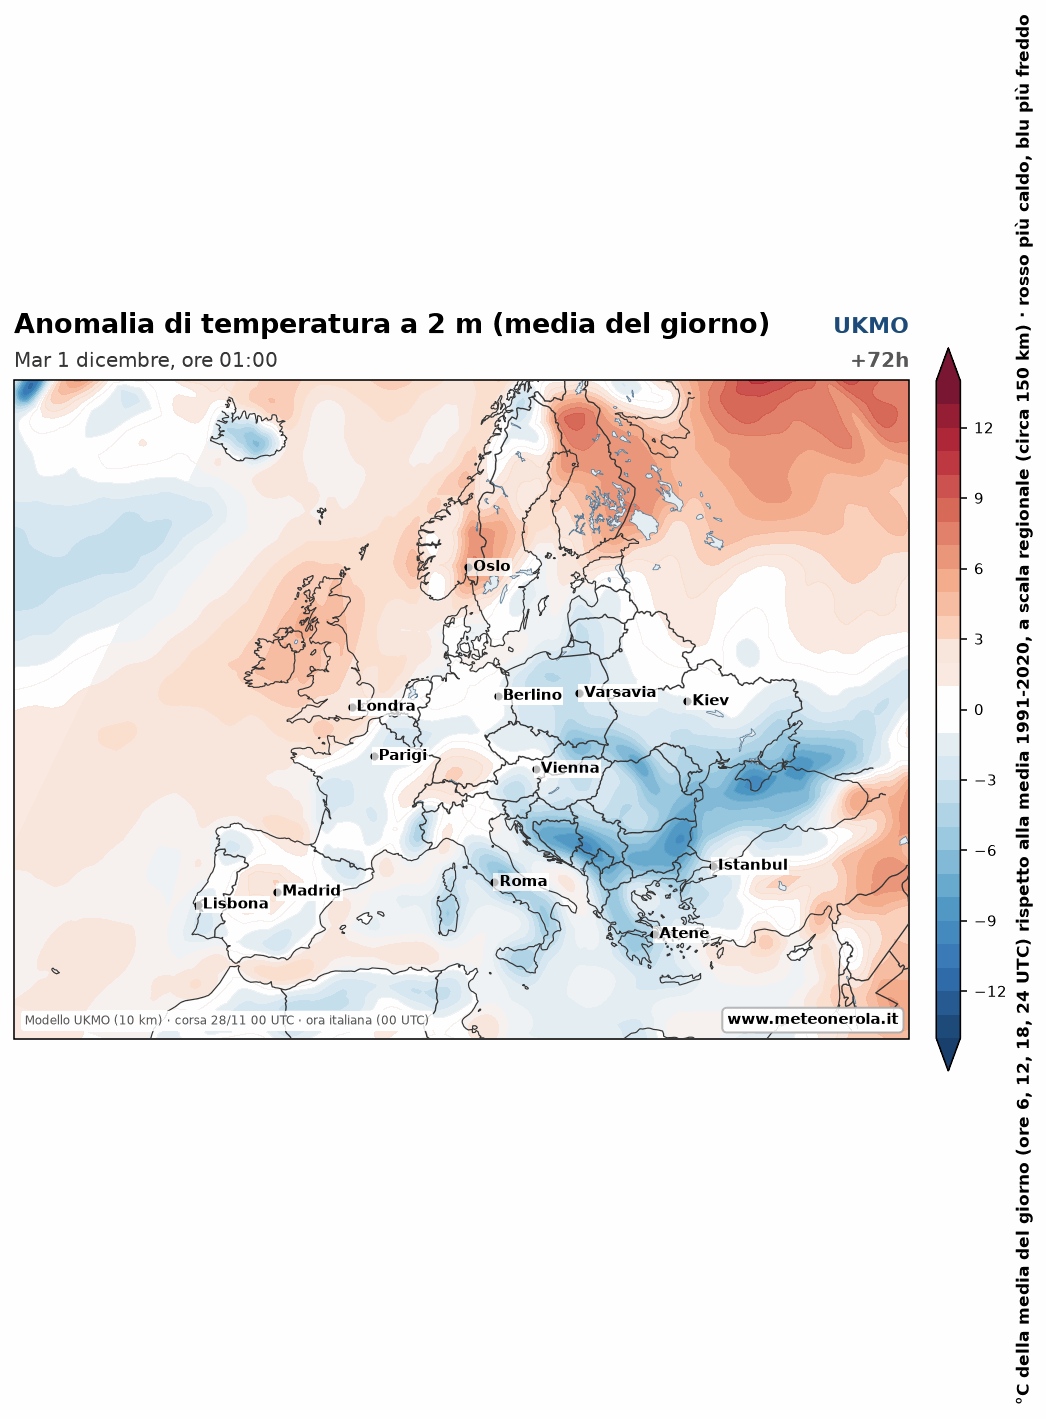 Anomalia di temperatura a 2 m (media del giorno)
UKMO
Mar 1 dicembre, ore 01:00
+72h
Oslo
Londra
Berlino
Varsavia
Kiev
Parigi
Vienna
Istanbul
Roma
Madrid
Lisbona
Atene
Modello UKMO (10 km) · corsa 28/11 00 UTC · ora italiana (00 UTC)
www.meteonerola.it
12
9
6
3
0
−3
−6
−9
−12
°C della media del giorno (ore 6, 12, 18, 24 UTC) rispetto alla media 1991-2020, a scala regionale (circa 150 km) · rosso più caldo, blu più freddo